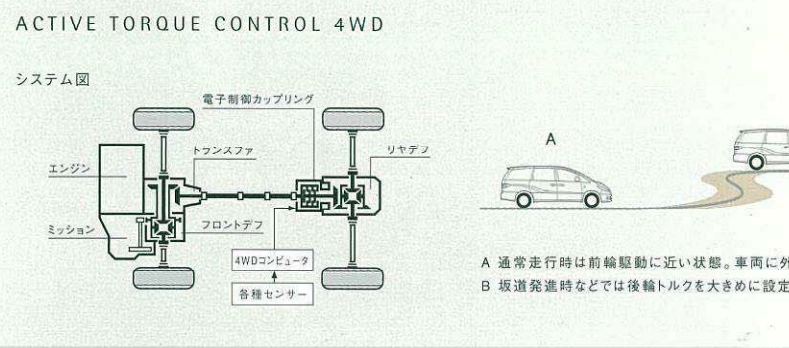 ACTIVE TORQUE CONTROL 4WD
システム図
電子制御カップリング
トランスファ
リヤデフ
エンジン
ミッション
フロントデフ
4WDコンピュータ
各種センサー
A
A 通常走行時は前輪駆動に近い状態。車両に外
B 坂道発進時などでは後輪トルクを大きめに設定